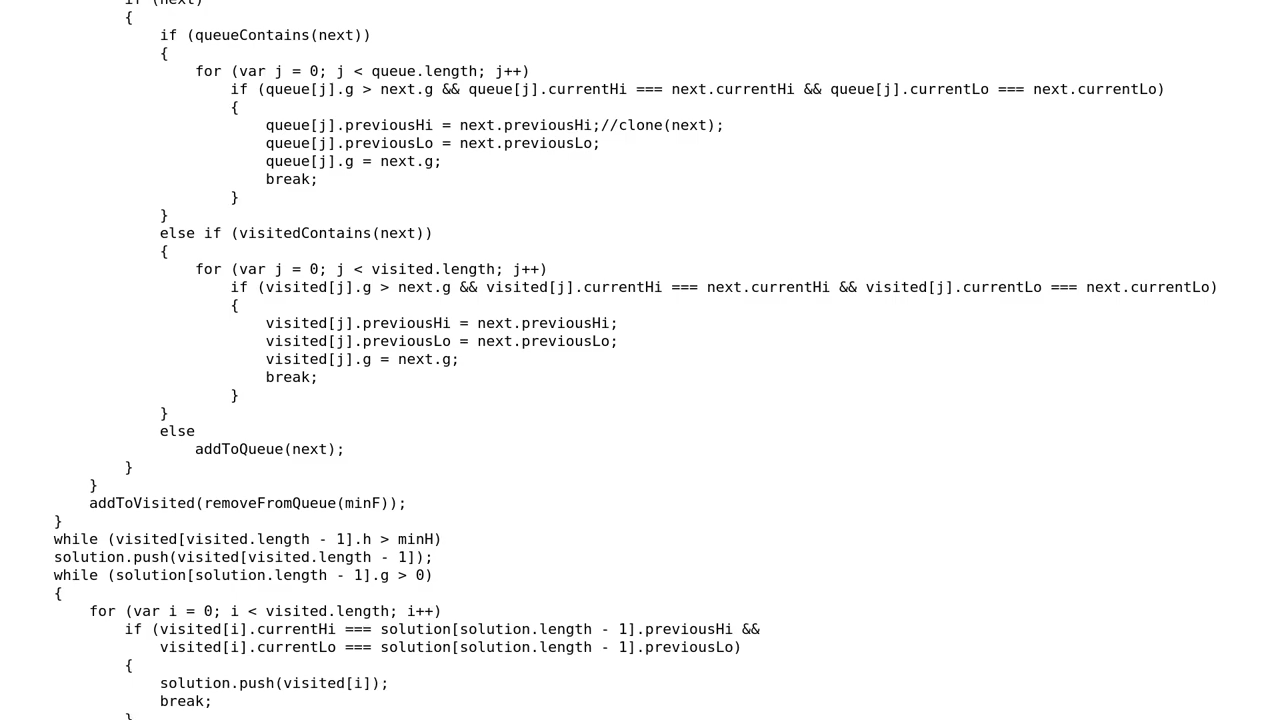 if (next)
{
if (queueContains(next))
{
for (var j = 0; j < queue.length; j++)
if (queue[j].g > next.g && queue[j].currentHi === next.currentHi && queue[j].currentLo === next.currentLo)
{
queue[j].previousHi = next.previousHi;//clone(next);
queue[j].previousLo = next.previousLo;
queue[j].g = next.g;
break;
}
}
else if (visitedContains(next))
{
for (var j = 0; j < visited.length; j++)
if (visited[j].g > next.g && visited[j].currentHi === next.currentHi && visited[j].currentLo === next.currentLo)
{
visited[j].previousHi = next.previousHi;
visited[j].previousLo = next.previousLo;
visited[j].g = next.g;
break;
}
}
else
addToQueue(next);
}
}
addToVisited(removeFromQueue(minF));
}
while (visited[visited.length - 1].h > minH)
solution.push(visited[visited.length - 1]);
while (solution[solution.length - 1].g > 0)
{
for (var i = 0; i < visited.length; i++)
if (visited[i].currentHi === solution[solution.length - 1].previousHi &&
visited[i].currentLo === solution[solution.length - 1].previousLo)
{
solution.push(visited[i]);
break;
}